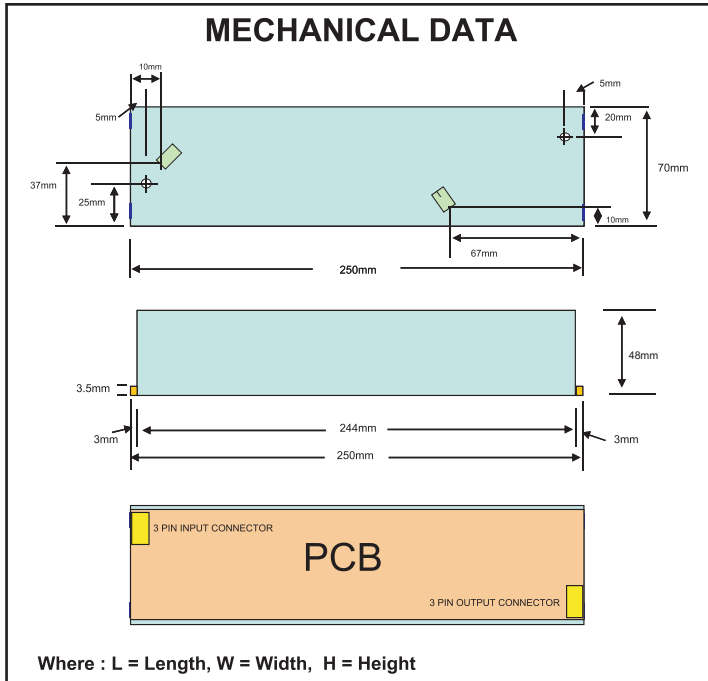 MECHANICAL DATA
10mm
5mm
5mm
20mm
37mm
25mm
70mm
10mm
67mm
250mm
48mm
3.5mm
3mm
244mm
3mm
250mm
3 PIN INPUT CONNECTOR
PCB
3 PIN OUTPUT CONNECTOR
Where : L = Length, W = Width, H = Height